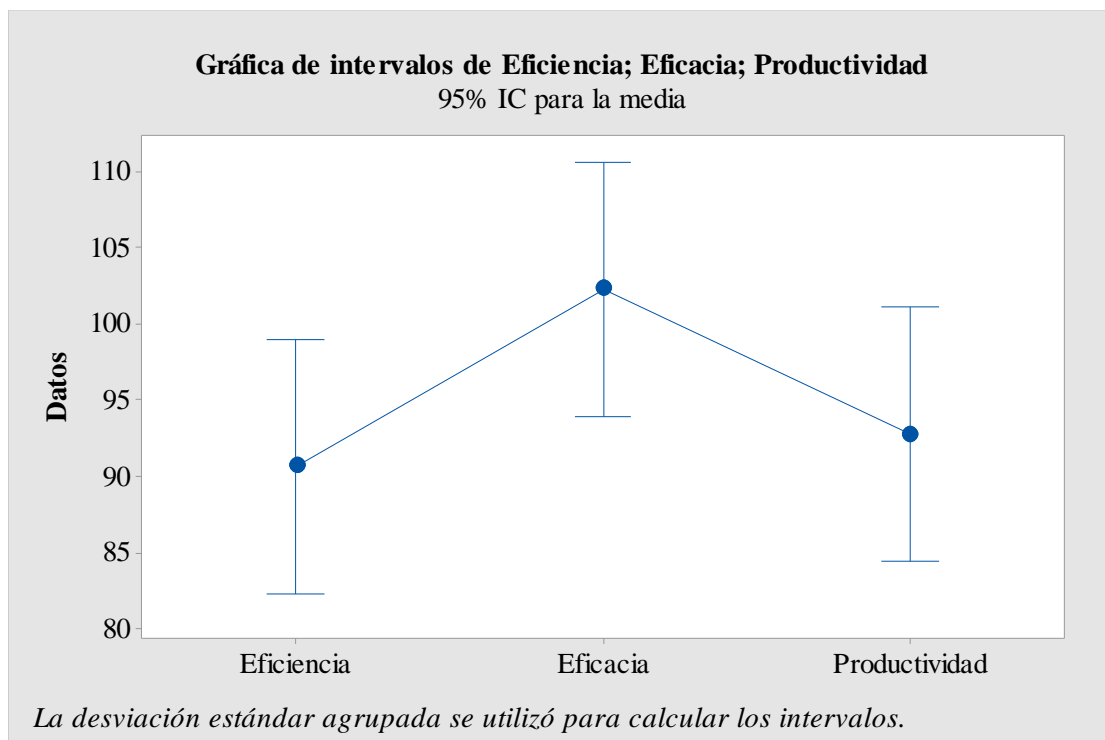 Gráfica de intervalos de Eficiencia; Eficacia; Productividad
95% IC para la media
110
105
100
95
90
85
80
Datos
Eficiencia Eficacia Productividad
La desviación estándar agrupada se utilizó para calcular los intervalos.